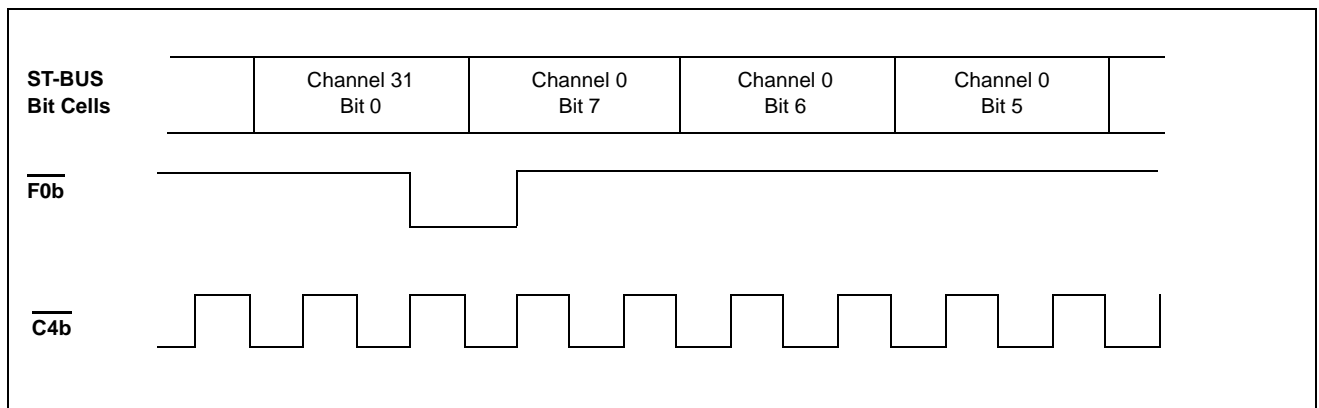 ST-BUS
Bit Cells
Channel 31
Bit 0
Channel 0
Bit 7
Channel 0
Bit 6
Channel 0
Bit 5
F0b
C4b